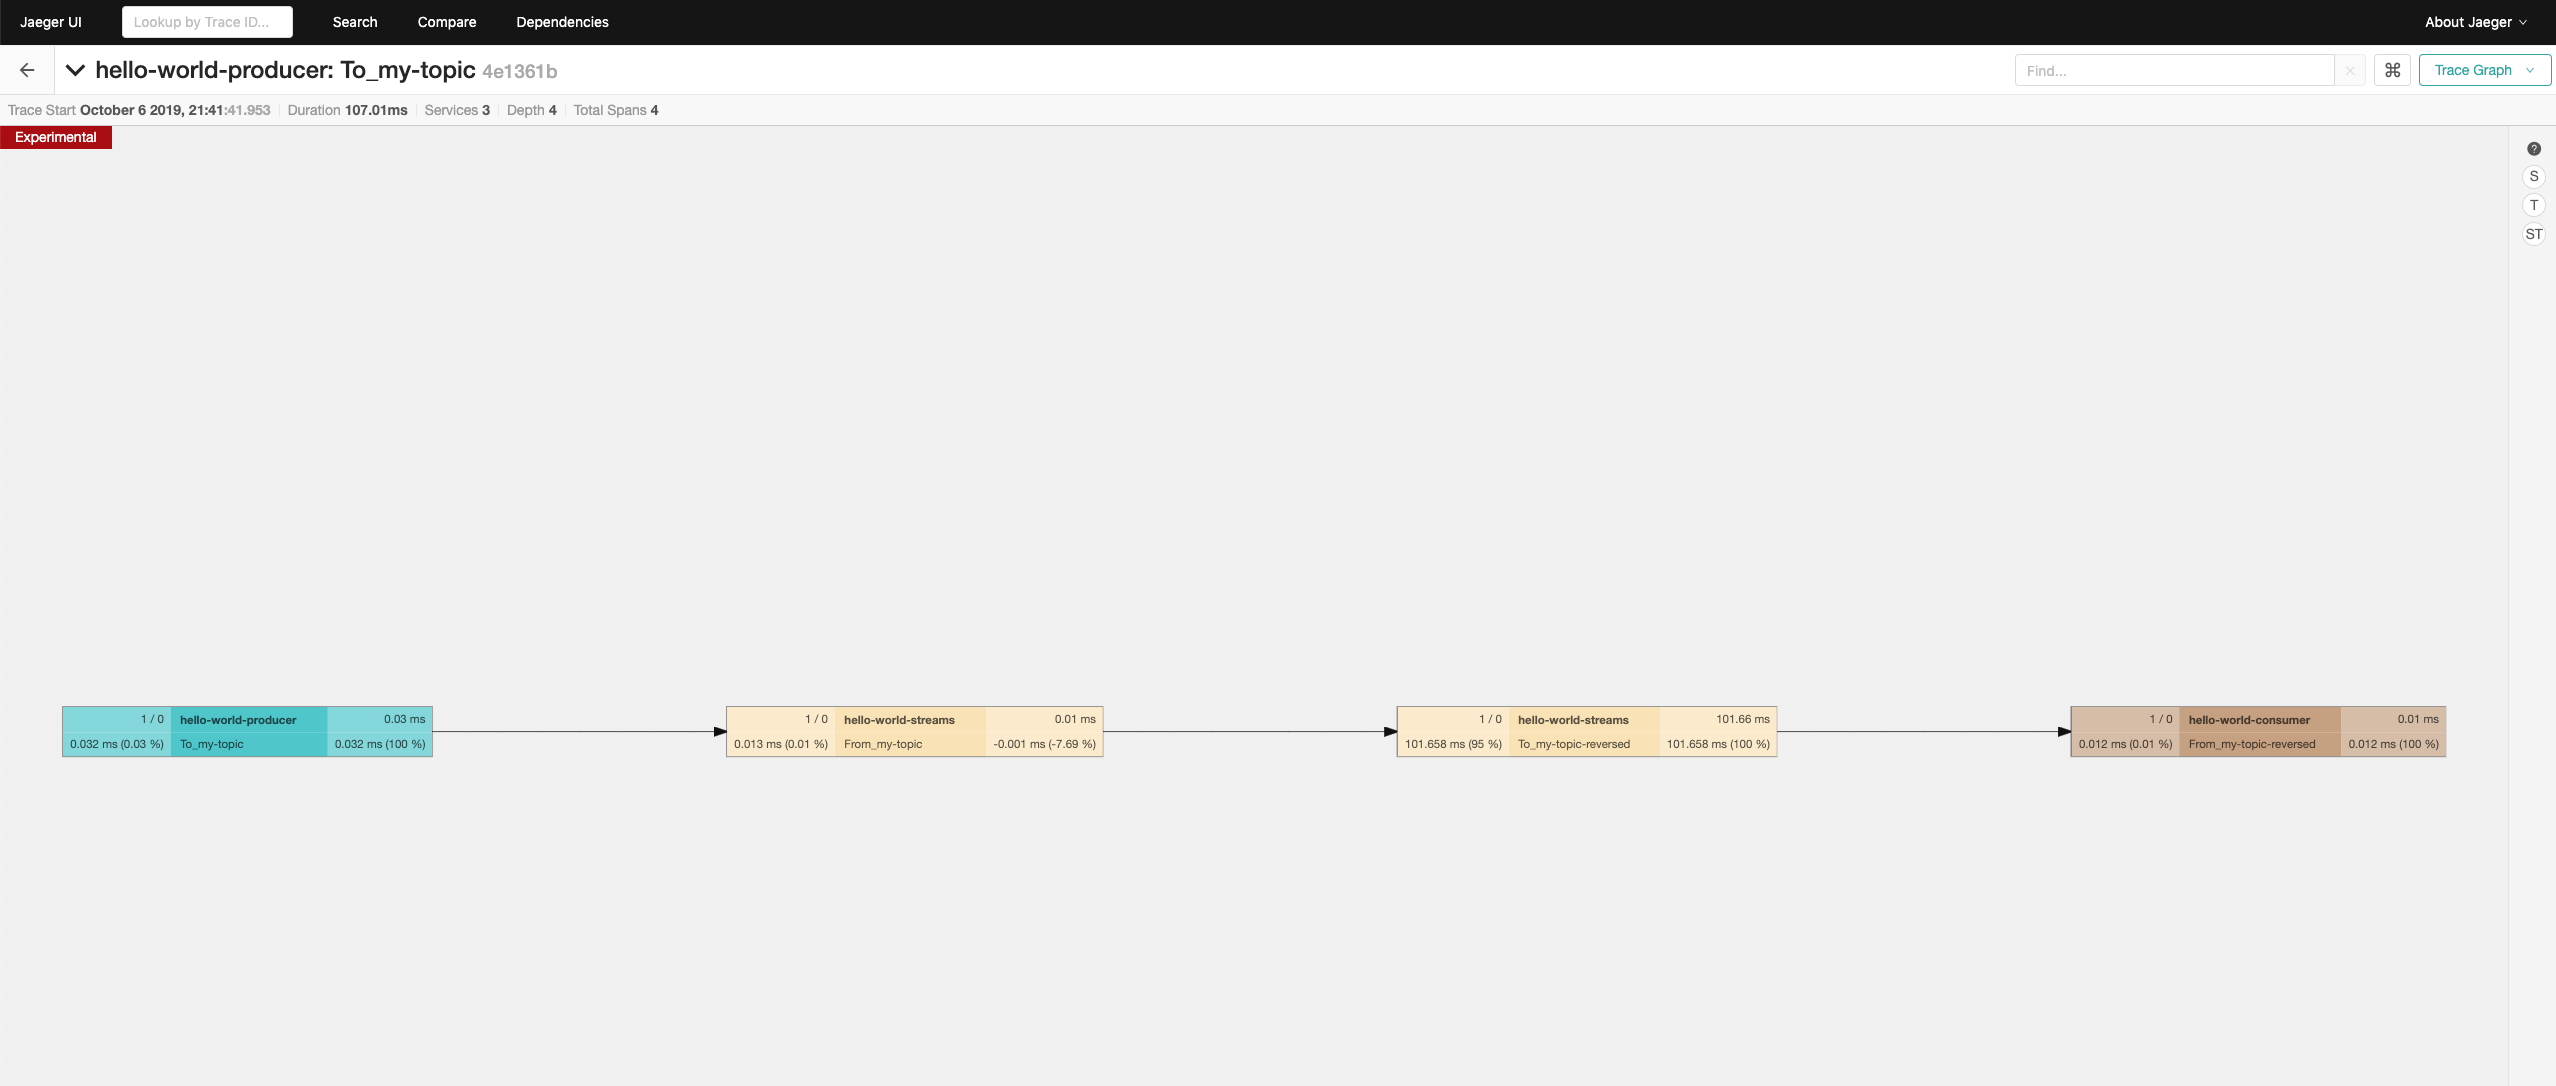 Jaeger UI Lookup by Trace ID... Search Compare Dependencies About Jaeger
hello-world-producer: To_my-topic 4e1361b Find... ⌘ Trace Graph
Trace Start October 6 2019, 21:41:41.953 Duration 107.01ms Services 3 Depth 4 Total Spans 4
Experimental
?
S
T
ST
1 / 0 hello-world-producer 0.03 ms
0.032 ms (0.03 %) To_my-topic 0.032 ms (100 %)
1 / 0 hello-world-streams 0.01 ms
0.013 ms (0.01 %) From_my-topic -0.001 ms (-7.69 %)
1 / 0 hello-world-streams 101.66 ms
101.658 ms (95 %) To_my-topic-reversed 101.658 ms (100 %)
1 / 0 hello-world-consumer 0.01 ms
0.012 ms (0.01 %) From_my-topic-reversed 0.012 ms (100 %)